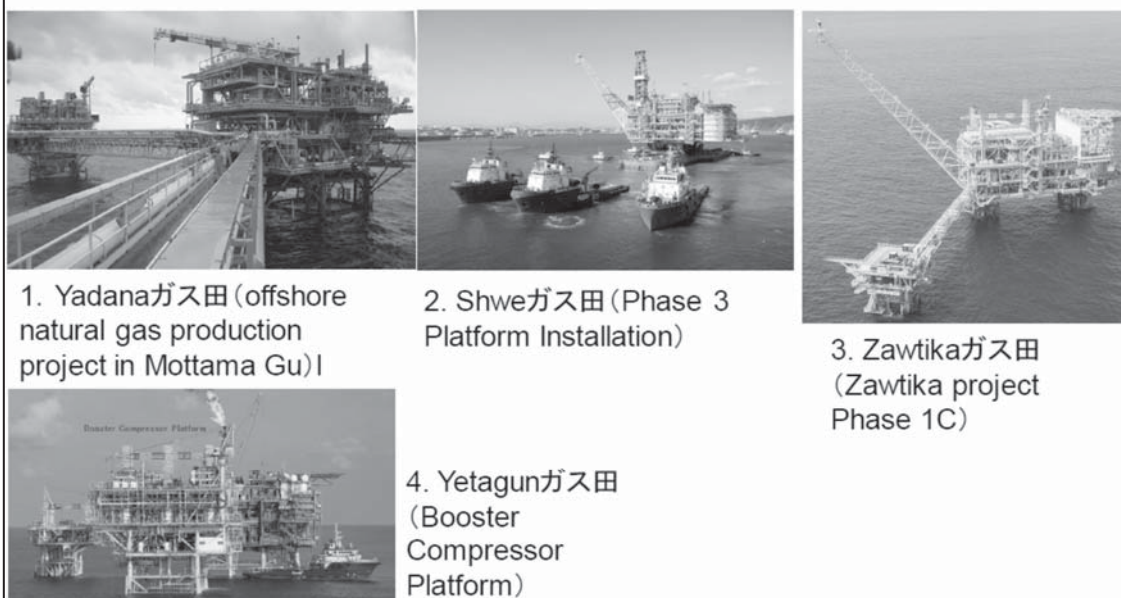 1. Yadanaガス田(offshore
natural gas production
project in Mottama Gu)l
2. Shweガス田(Phase 3
Platform Installation)
3. Zawtikaガス田
(Zawtika project
Phase 1C)
Booster Compressor Platform
4. Yetagunガス田
(Booster
Compressor
Platform)